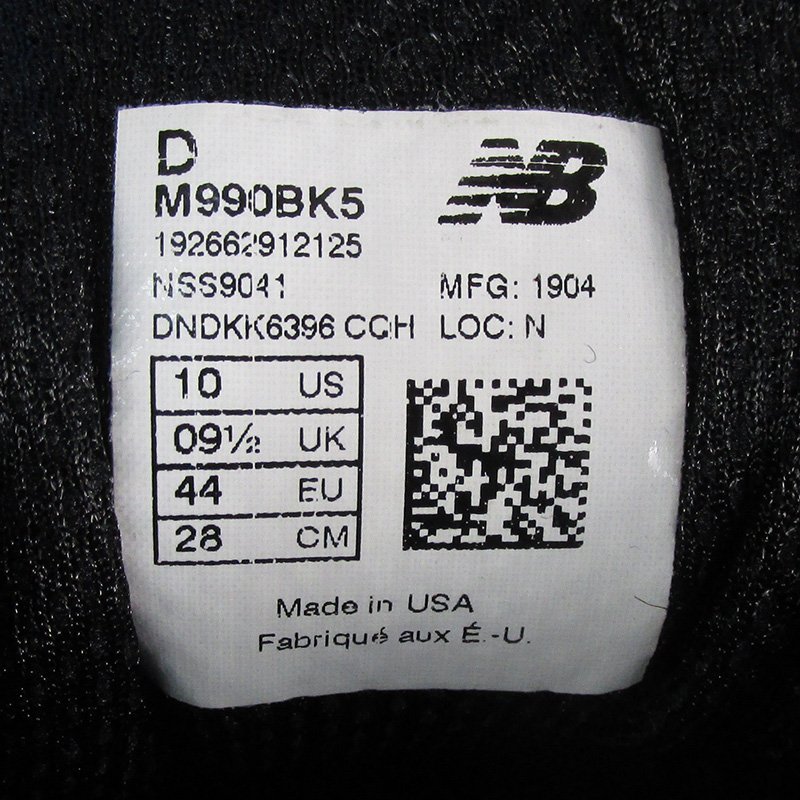 D
NB
M990BK5
192662912125
NSS9041
MFG: 1904
DNDKK6396 CQH LOC: N
10 US
09½ UK
44 EU
28 CM
Made in USA
Fabriqué aux É.-U.